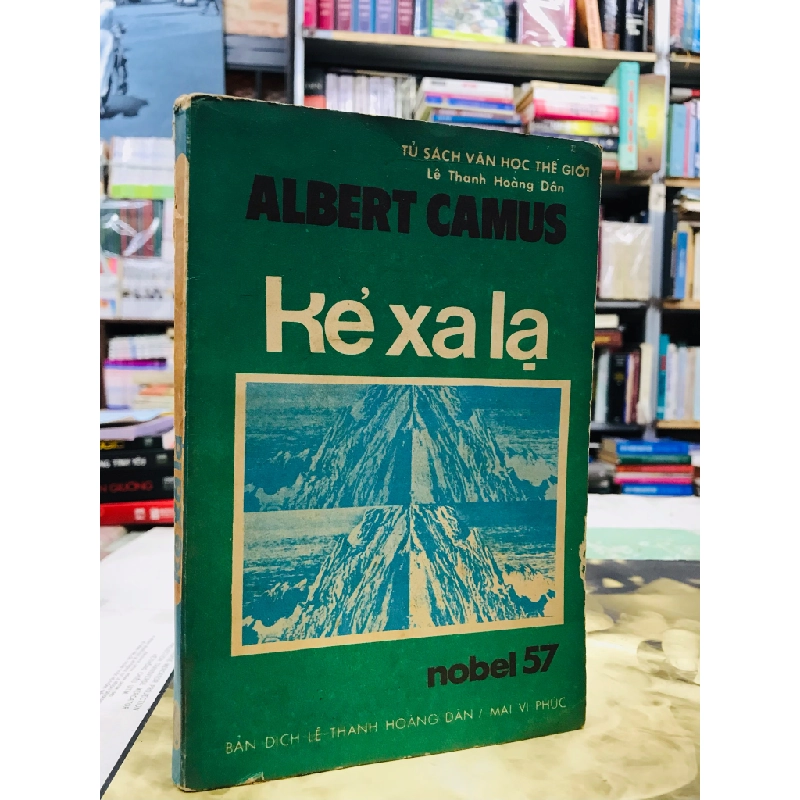 TỦ SÁCH VĂN HỌC THẾ GIỚI
Lê Thanh Hoàng Dân
ALBERT CAMUS
kẻ xa lạ
nobel 57
BẢN DỊCH LÊ THANH HOÀNG DÂN / MAI VI PHÚC